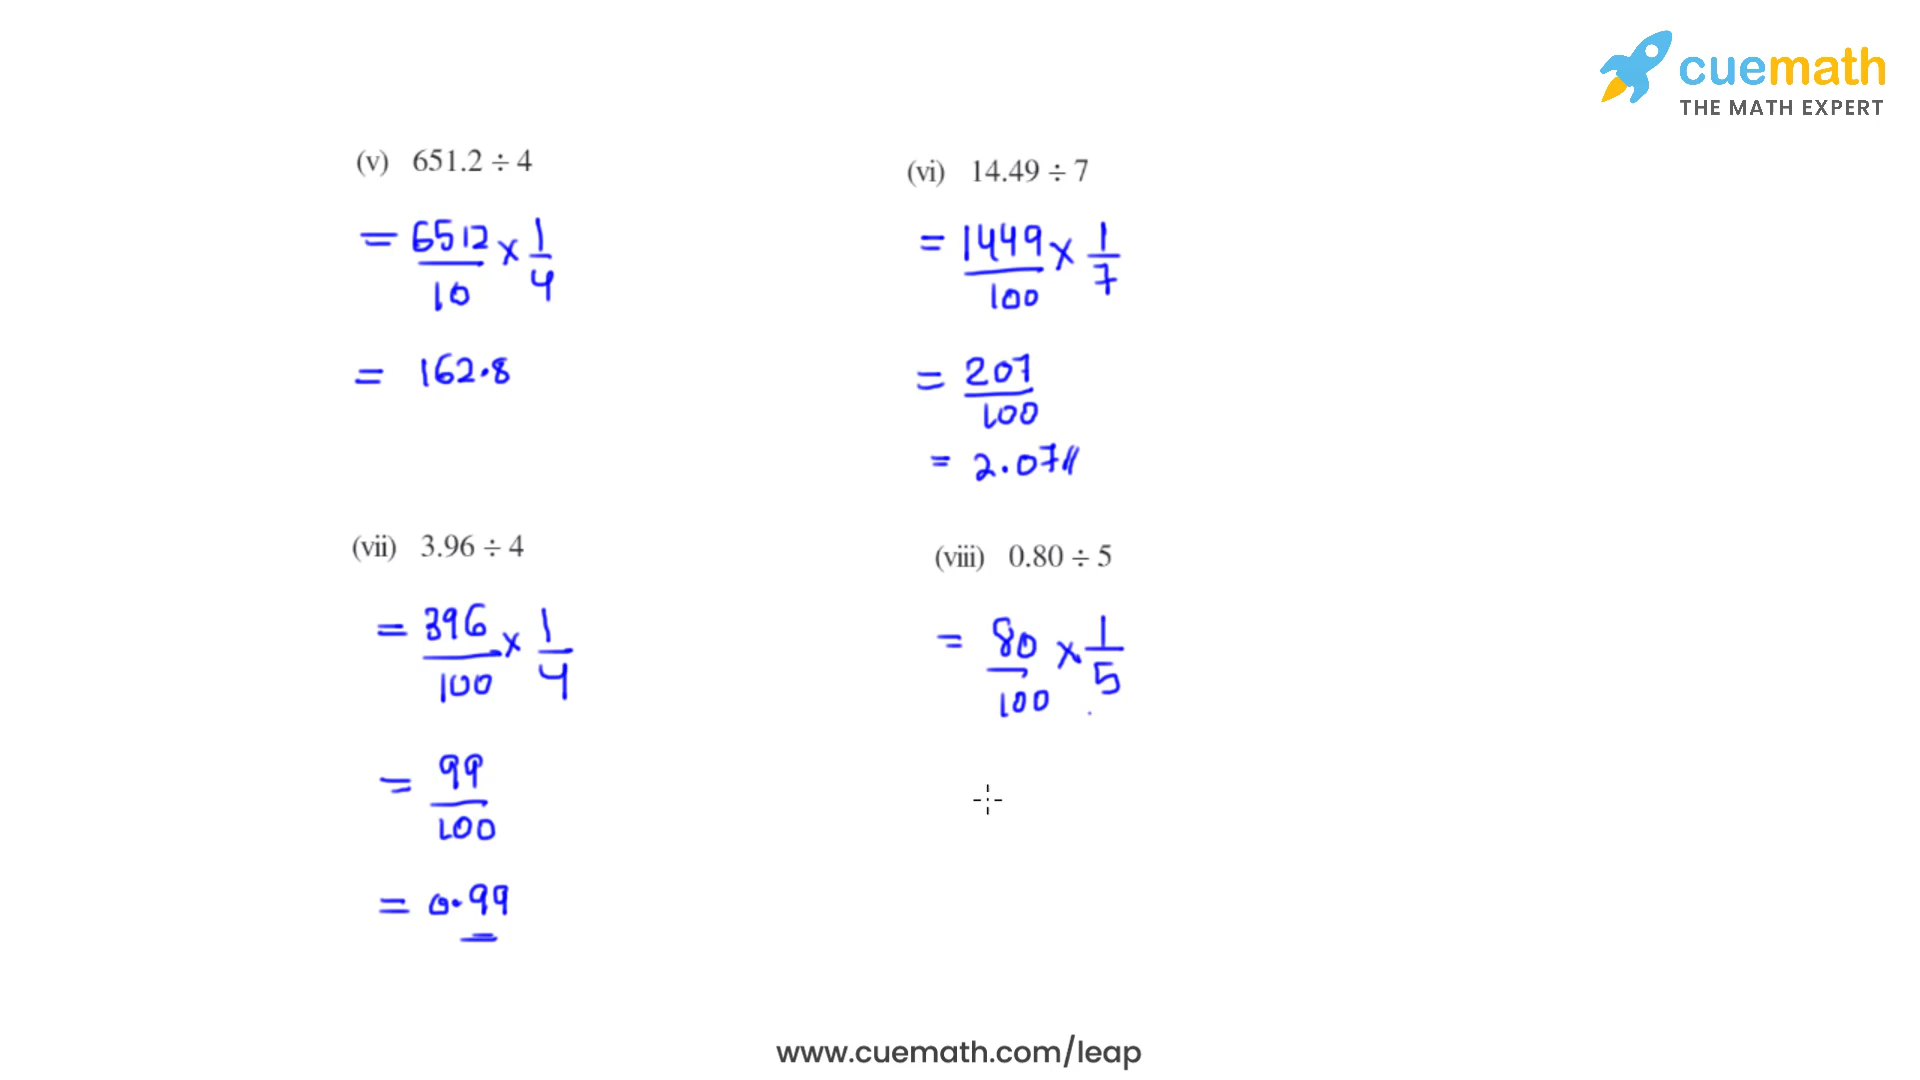 cuemath
THE MATH EXPERT
(v) 651.2 ÷ 4
= 6512/10 × 1/4
= 162.8
(vi) 14.49 ÷ 7
= 1449/100 × 1/7
= 207/100
= 2.07//
(vii) 3.96 ÷ 4
= 396/100 × 1/4
= 99/100
= 0.99
(viii) 0.80 ÷ 5
= 80/100 × 1/5
www.cuemath.com/leap